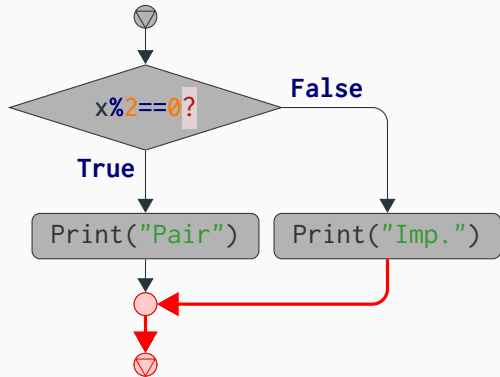 False
x%2==0?
True
Print("Pair")
Print("Imp.")